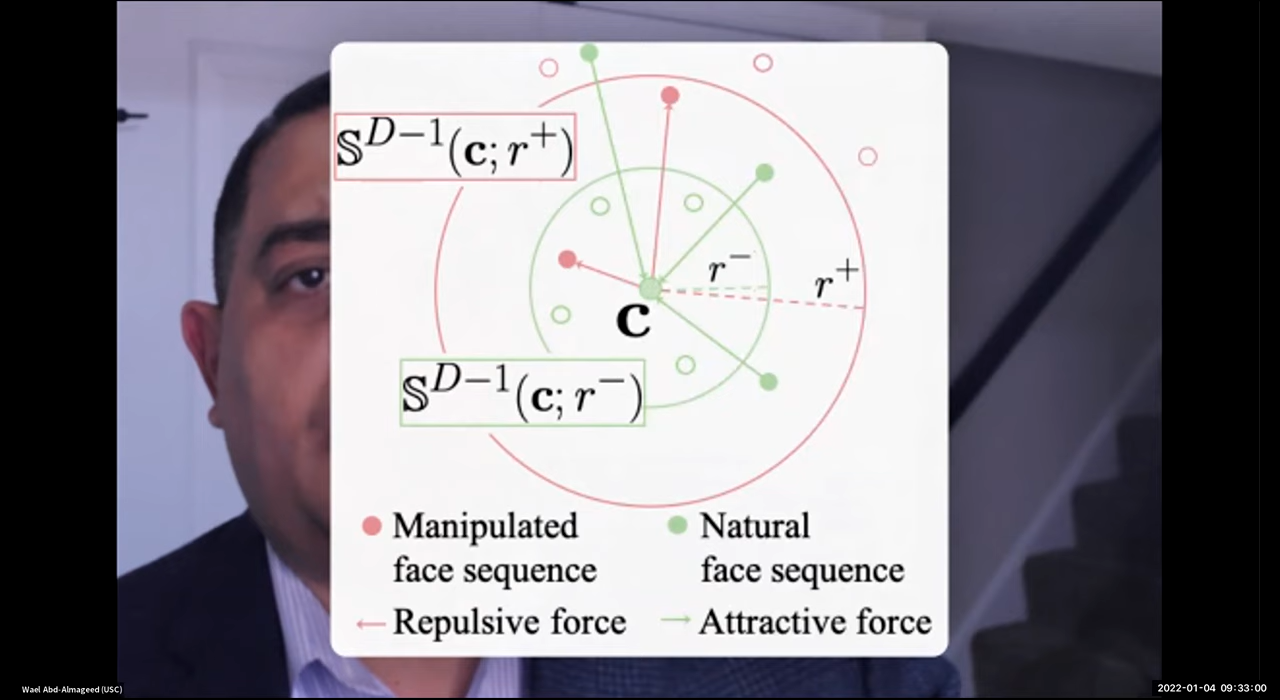 𝕊^{D−1}(𝐜; r⁺)
r⁻
r⁺
𝐜
𝕊^{D−1}(𝐜; r⁻)
Manipulated
face sequence
Natural
face sequence
Repulsive force
Attractive force
Wael Abd-Almageed (USC)
2022-01-04 09:33:00